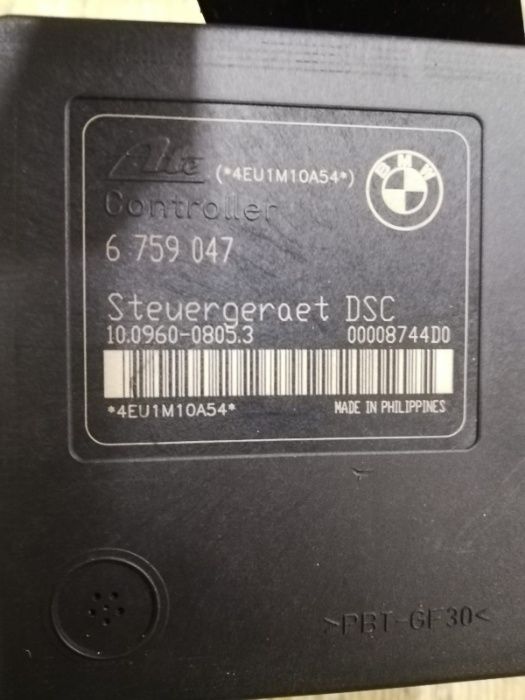 Ate (*4EU1M10A54*)
BMW
Controller
6 759 047
Steuergeraet DSC
10.0960-0805.3 00008744D0
*4EU1M10A54* MADE IN PHILIPPINES
>PBT-GF30<